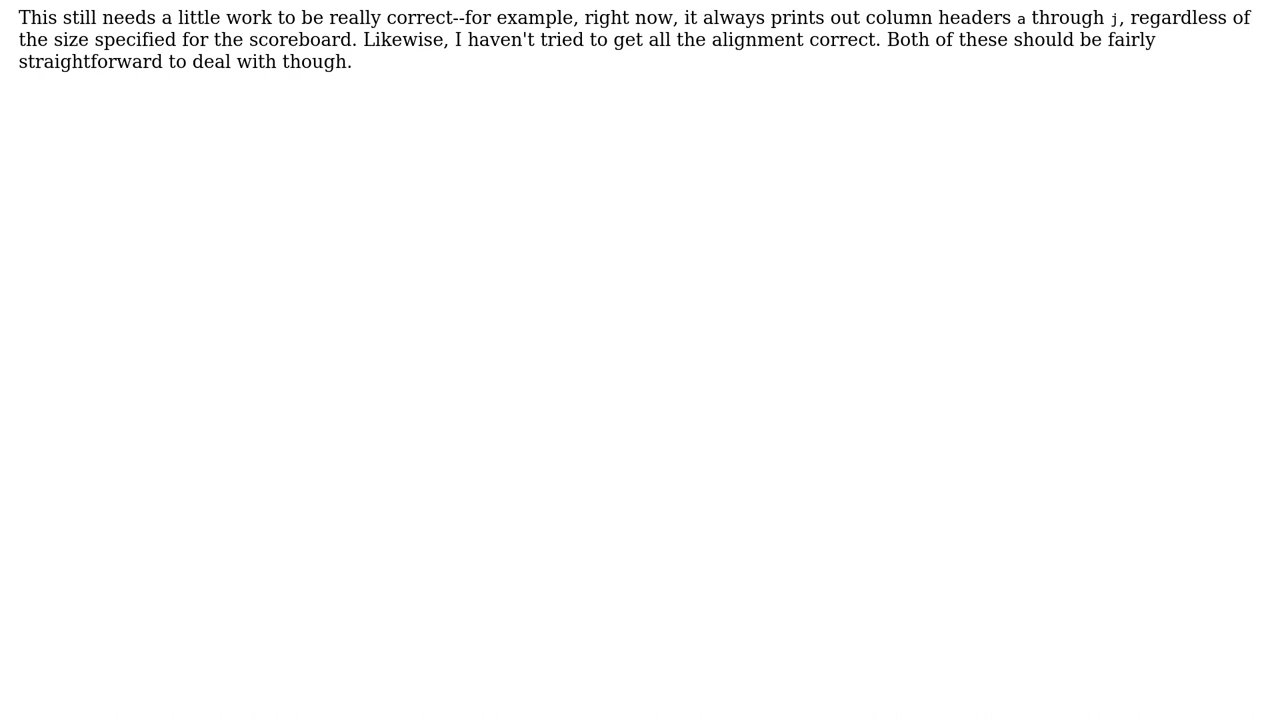 This still needs a little work to be really correct--for example, right now, it always prints out column headers a through j, regardless of
the size specified for the scoreboard. Likewise, I haven't tried to get all the alignment correct. Both of these should be fairly
straightforward to deal with though.